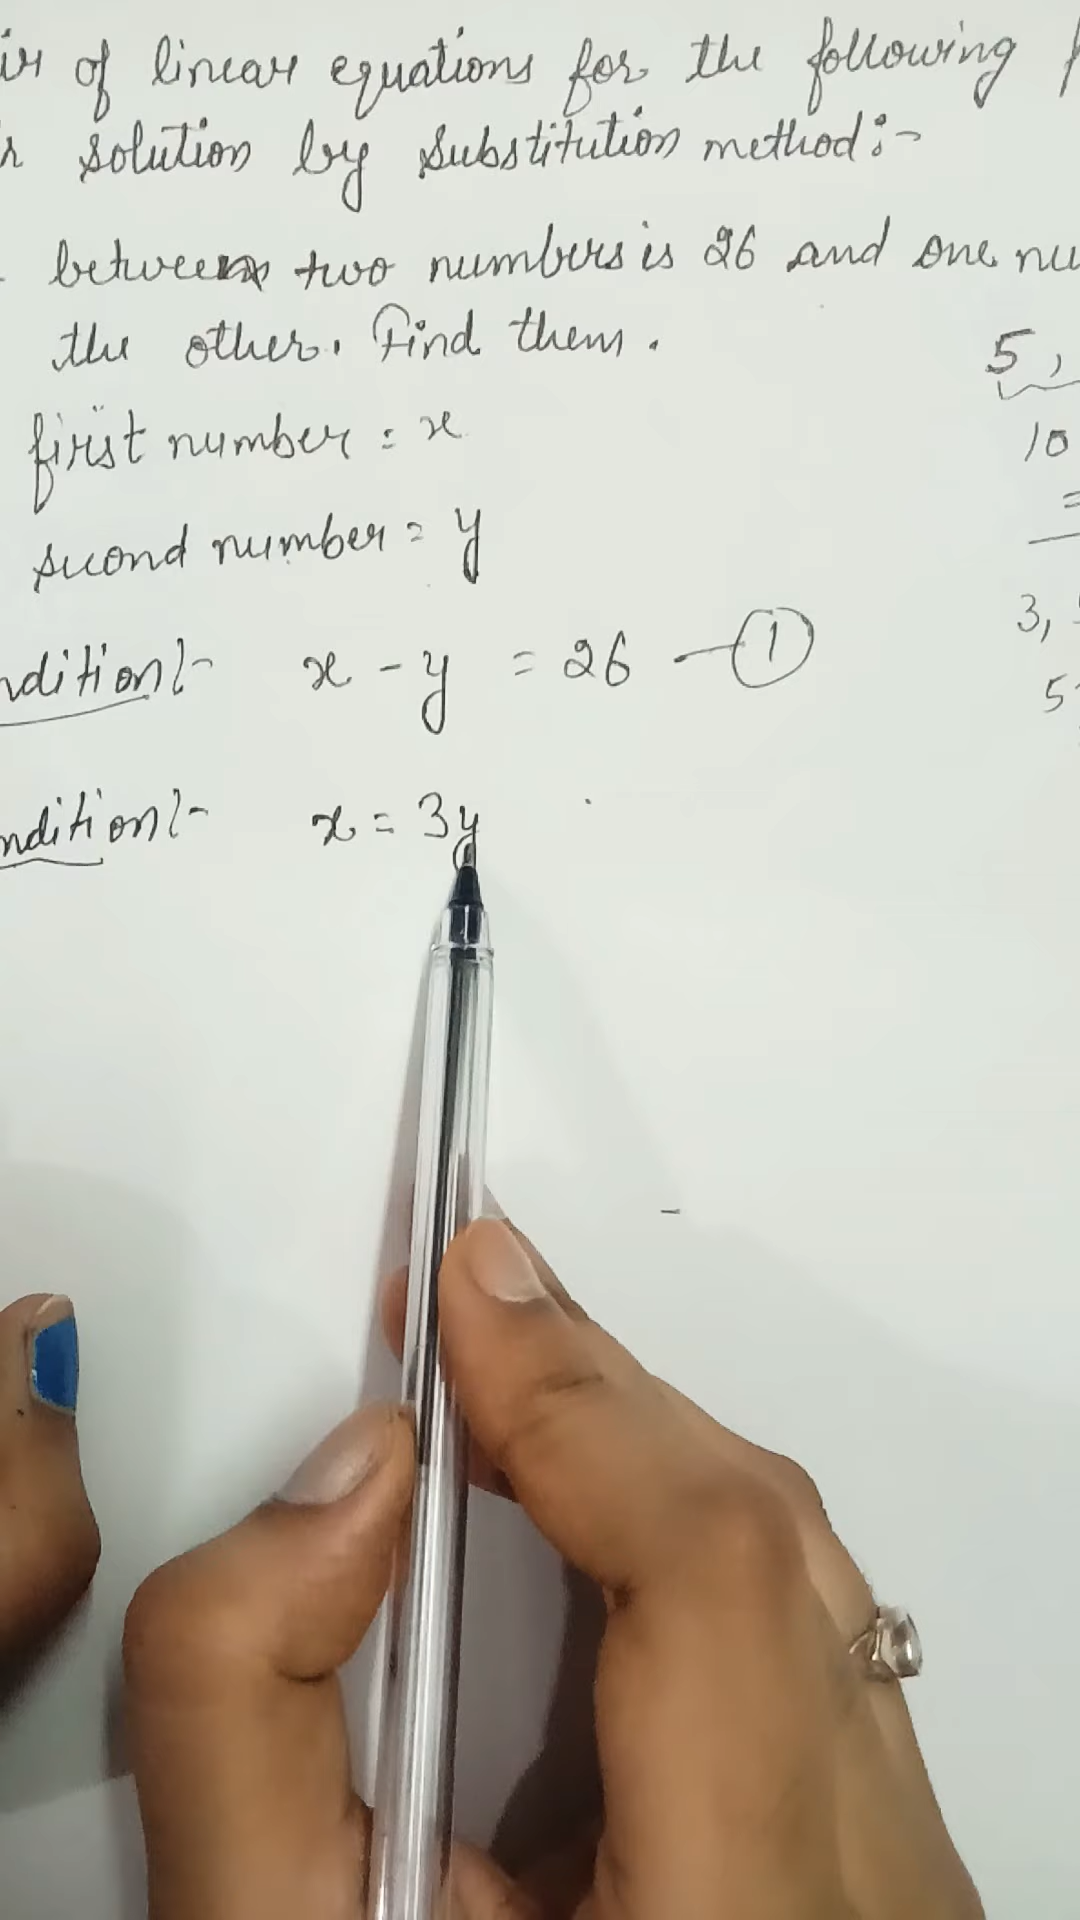 of linear equations for the following
solution by substitution method:-
between two numbers is 26 and one nu
the other. Find them.
5,
first number = x
10
=
second number = y
3,
ndition:- x - y = 26 — 1
5
ndition:- x = 3y